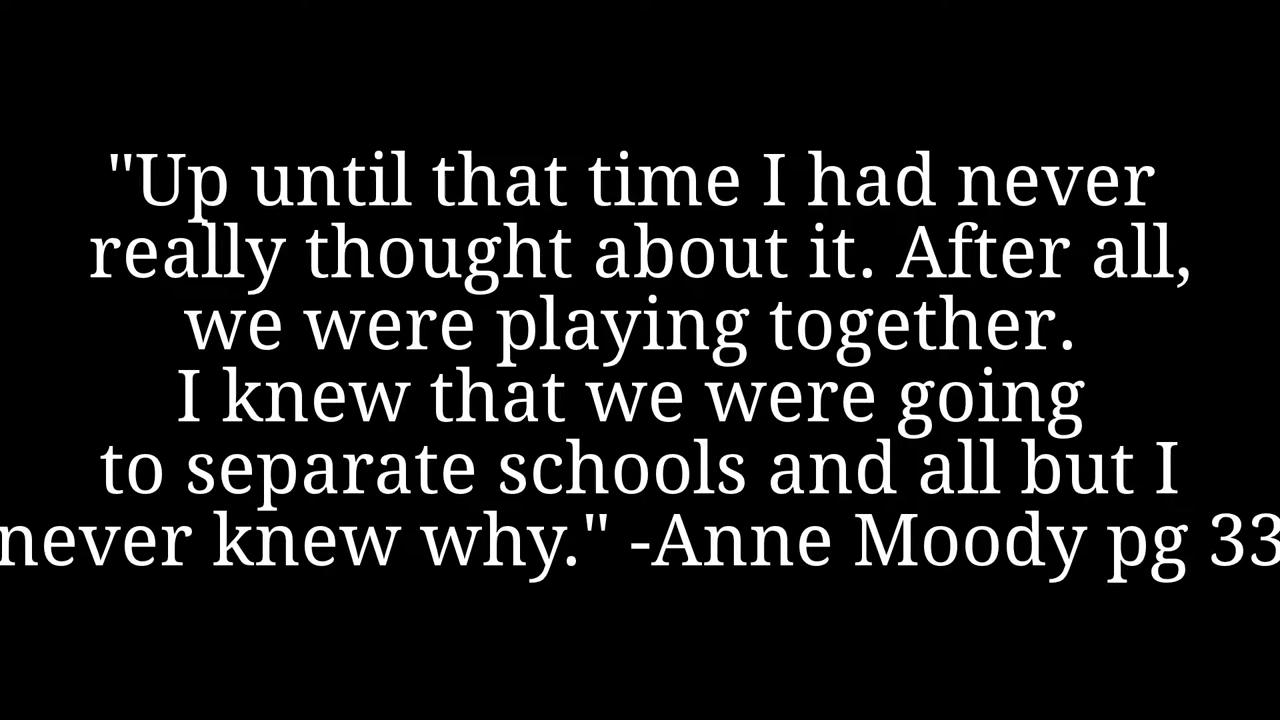 "Up until that time I had never
really thought about it. After all,
we were playing together.
I knew that we were going
to separate schools and all but I
never knew why." -Anne Moody pg 33